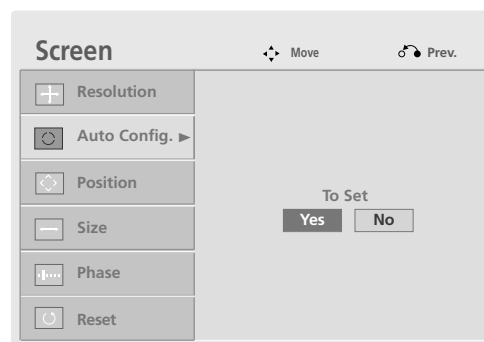 Screen Move Prev.
Resolution
Auto Config. ►
Position
To Set
Yes No
Size
Phase
Reset